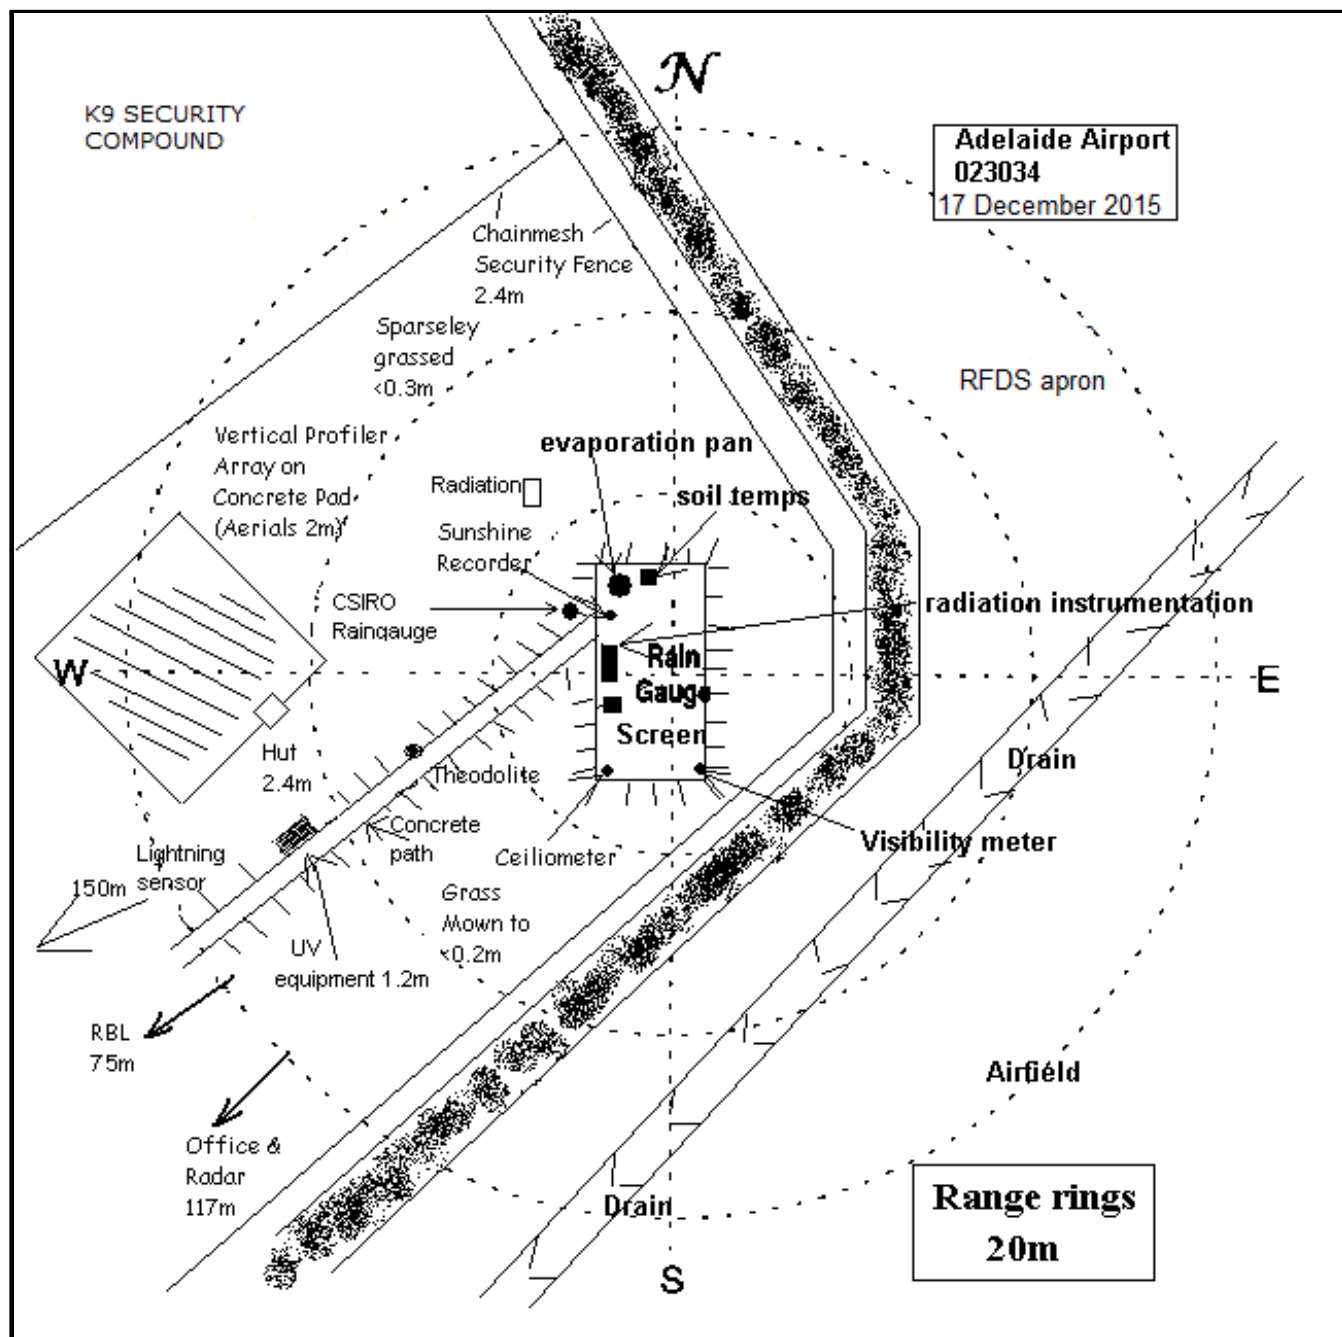 N
K9 SECURITY
COMPOUND
Adelaide Airport
023034
17 December 2015
Chainmesh
Security Fence
2.4m
Sparseley
grassed
<0.3m
RFDS apron
Vertical Profiler
Array on
Concrete Pad
(Aerials 2m)
evaporation pan
Radiation
soil temps
Sunshine
Recorder
CSIRO
Raingauge
radiation instrumentation
W
Rain
Gauge
E
Screen
Hut
2.4m
Theodolite
Drain
Concrete
path
Ceiliometer
Visibility meter
Lightning
sensor
150m
Grass
Mown to
<0.2m
UV
equipment 1.2m
RBL
75m
Airfield
Office &
Radar
117m
Drain
Range rings
20m
S